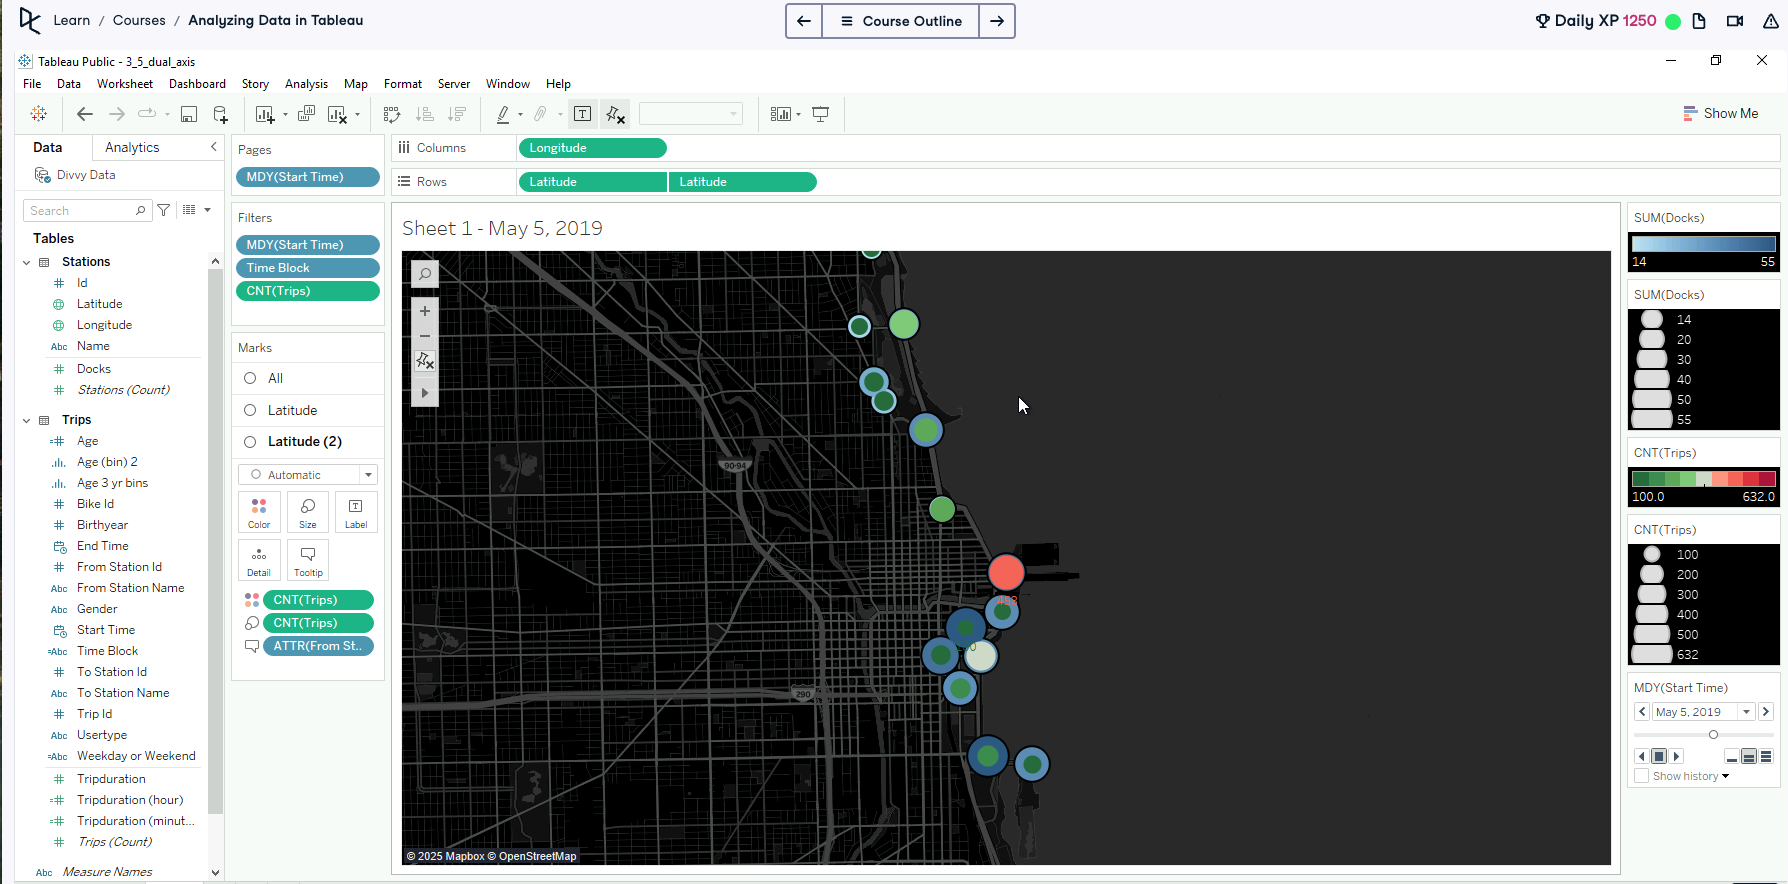 Learn / Courses / Analyzing Data in Tableau
Course Outline
Daily XP 1250
Tableau Public - 3_5_dual_axis
File Data Worksheet Dashboard Story Analysis Map Format Server Window Help
Show Me
Data Analytics
Divvy Data
Search
Tables
Stations
Id
Latitude
Longitude
Abc Name
Docks
Stations (Count)
Trips
Age
Age (bin) 2
Age 3 yr bins
Bike Id
Birthyear
End Time
From Station Id
Abc From Station Name
Abc Gender
Start Time
Abc Time Block
To Station Id
Abc To Station Name
Trip Id
Abc Usertype
Abc Weekday or Weekend
Tripduration
Tripduration (hour)
Tripduration (minut...
Trips (Count)
Abc Measure Names
Pages
MDY(Start Time)
Filters
MDY(Start Time)
Time Block
CNT(Trips)
Marks
All
Latitude
Latitude (2)
Automatic
Color Size Label
Detail Tooltip
CNT(Trips)
CNT(Trips)
ATTR(From St..
Columns Longitude
Rows Latitude Latitude
Sheet 1 - May 5, 2019
90-94
290
© 2025 Mapbox © OpenStreetMap
SUM(Docks)
14 55
SUM(Docks)
14
20
30
40
50
55
CNT(Trips)
100.0 632.0
CNT(Trips)
100
200
300
400
500
632
MDY(Start Time)
May 5, 2019
Show history